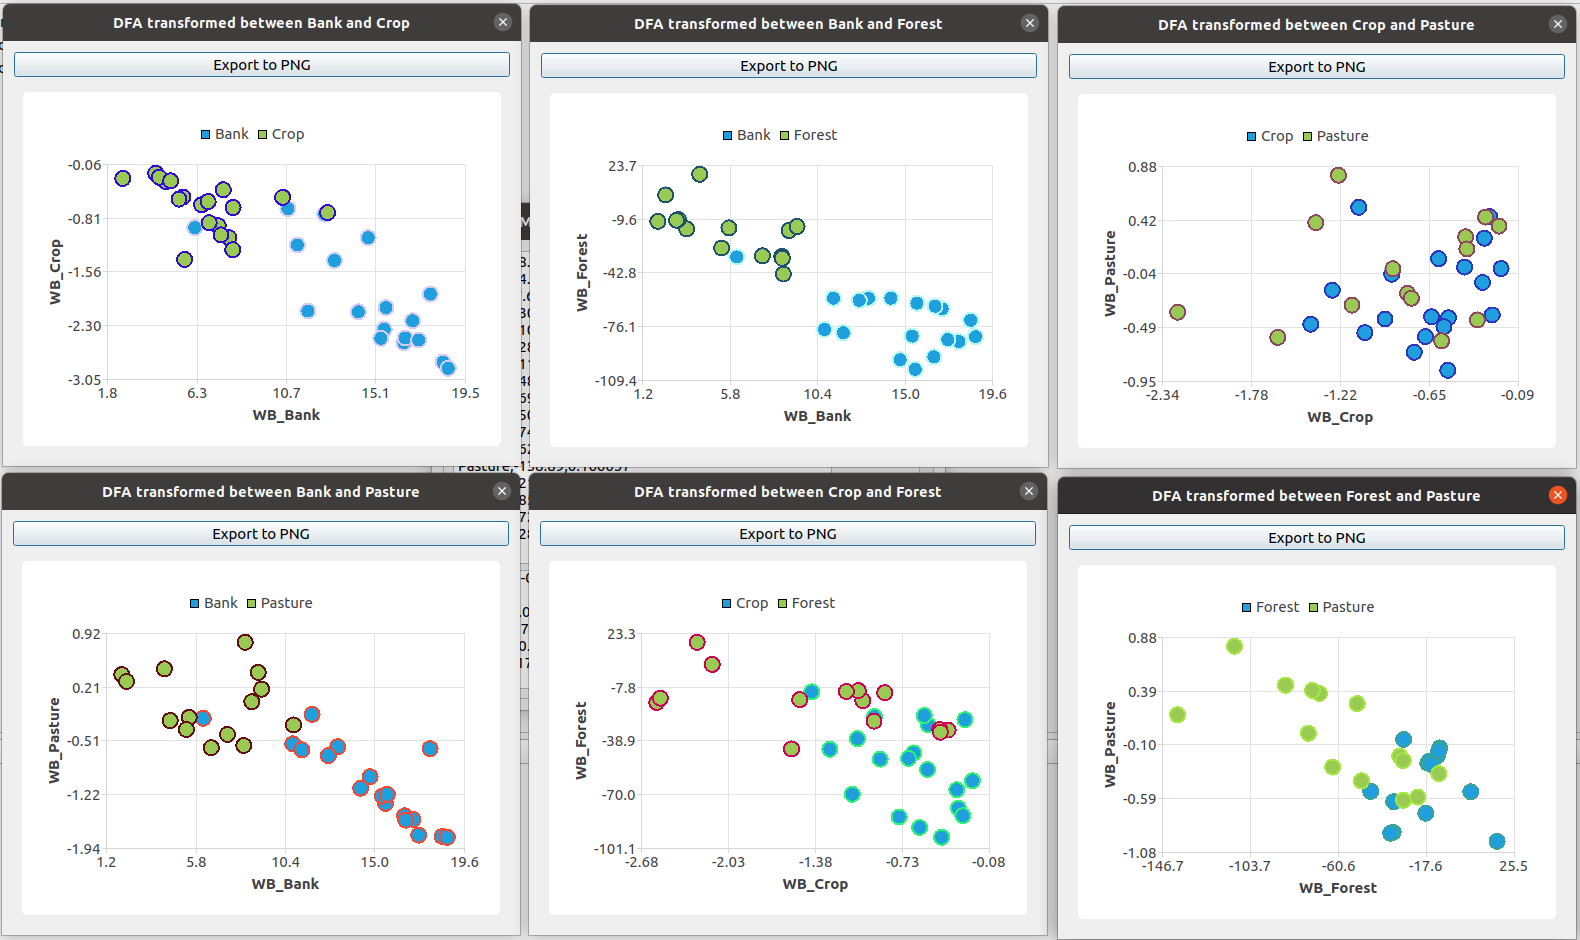 DFA transformed between Bank and Crop
Export to PNG
Bank Crop
-0.06
-0.81
-1.56
-2.30
-3.05
WB_Crop
1.8 6.3 10.7 15.1 19.5
WB_Bank
DFA transformed between Bank and Forest
Export to PNG
Bank Forest
23.7
-9.6
-42.8
-76.1
-109.4
WB_Forest
1.2 5.8 10.4 15.0 19.6
WB_Bank
DFA transformed between Crop and Pasture
Export to PNG
Crop Pasture
0.88
0.42
-0.04
-0.49
-0.95
WB_Pasture
-2.34 -1.78 -1.22 -0.65 -0.09
WB_Crop
DFA transformed between Bank and Pasture
Export to PNG
Bank Pasture
0.92
0.21
-0.51
-1.22
-1.94
WB_Pasture
1.2 5.8 10.4 15.0 19.6
WB_Bank
DFA transformed between Crop and Forest
Export to PNG
Crop Forest
23.3
-7.8
-38.9
-70.0
-101.1
WB_Forest
-2.68 -2.03 -1.38 -0.73 -0.08
WB_Crop
DFA transformed between Forest and Pasture
Export to PNG
Forest Pasture
0.88
0.39
-0.10
-0.59
-1.08
WB_Pasture
-146.7 -103.7 -60.6 -17.6 25.5
WB_Forest